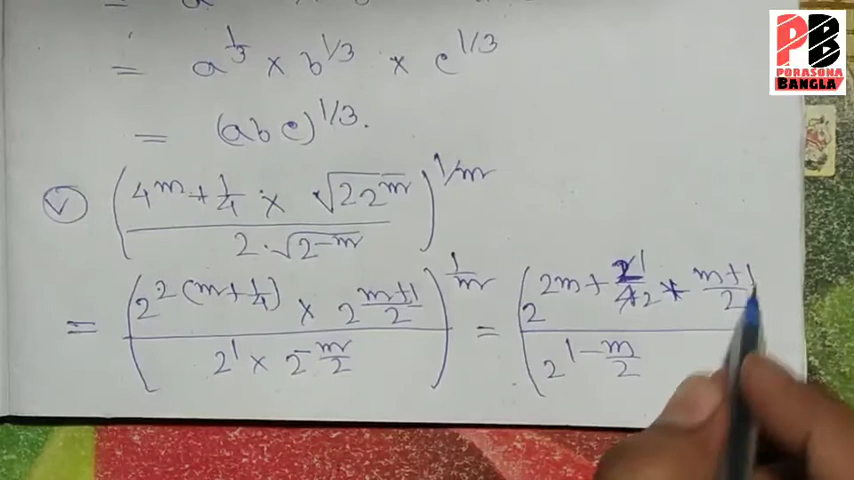 PB
PORASONA
BANGLA
= a^{1/3} × b^{1/3} × c^{1/3}
= (abc)^{1/3}.
(v) (4^{m+1/4} × √(2·2^m) / 2·√(2^{-m}))^{1/m}
= (2^{2(m+1/4)} × 2^{(m+1)/2} / 2^1 × 2^{-m/2})^{1/m} = (2^{2m + 1/2 + (m+1)/2} / 2^{1-m/2}